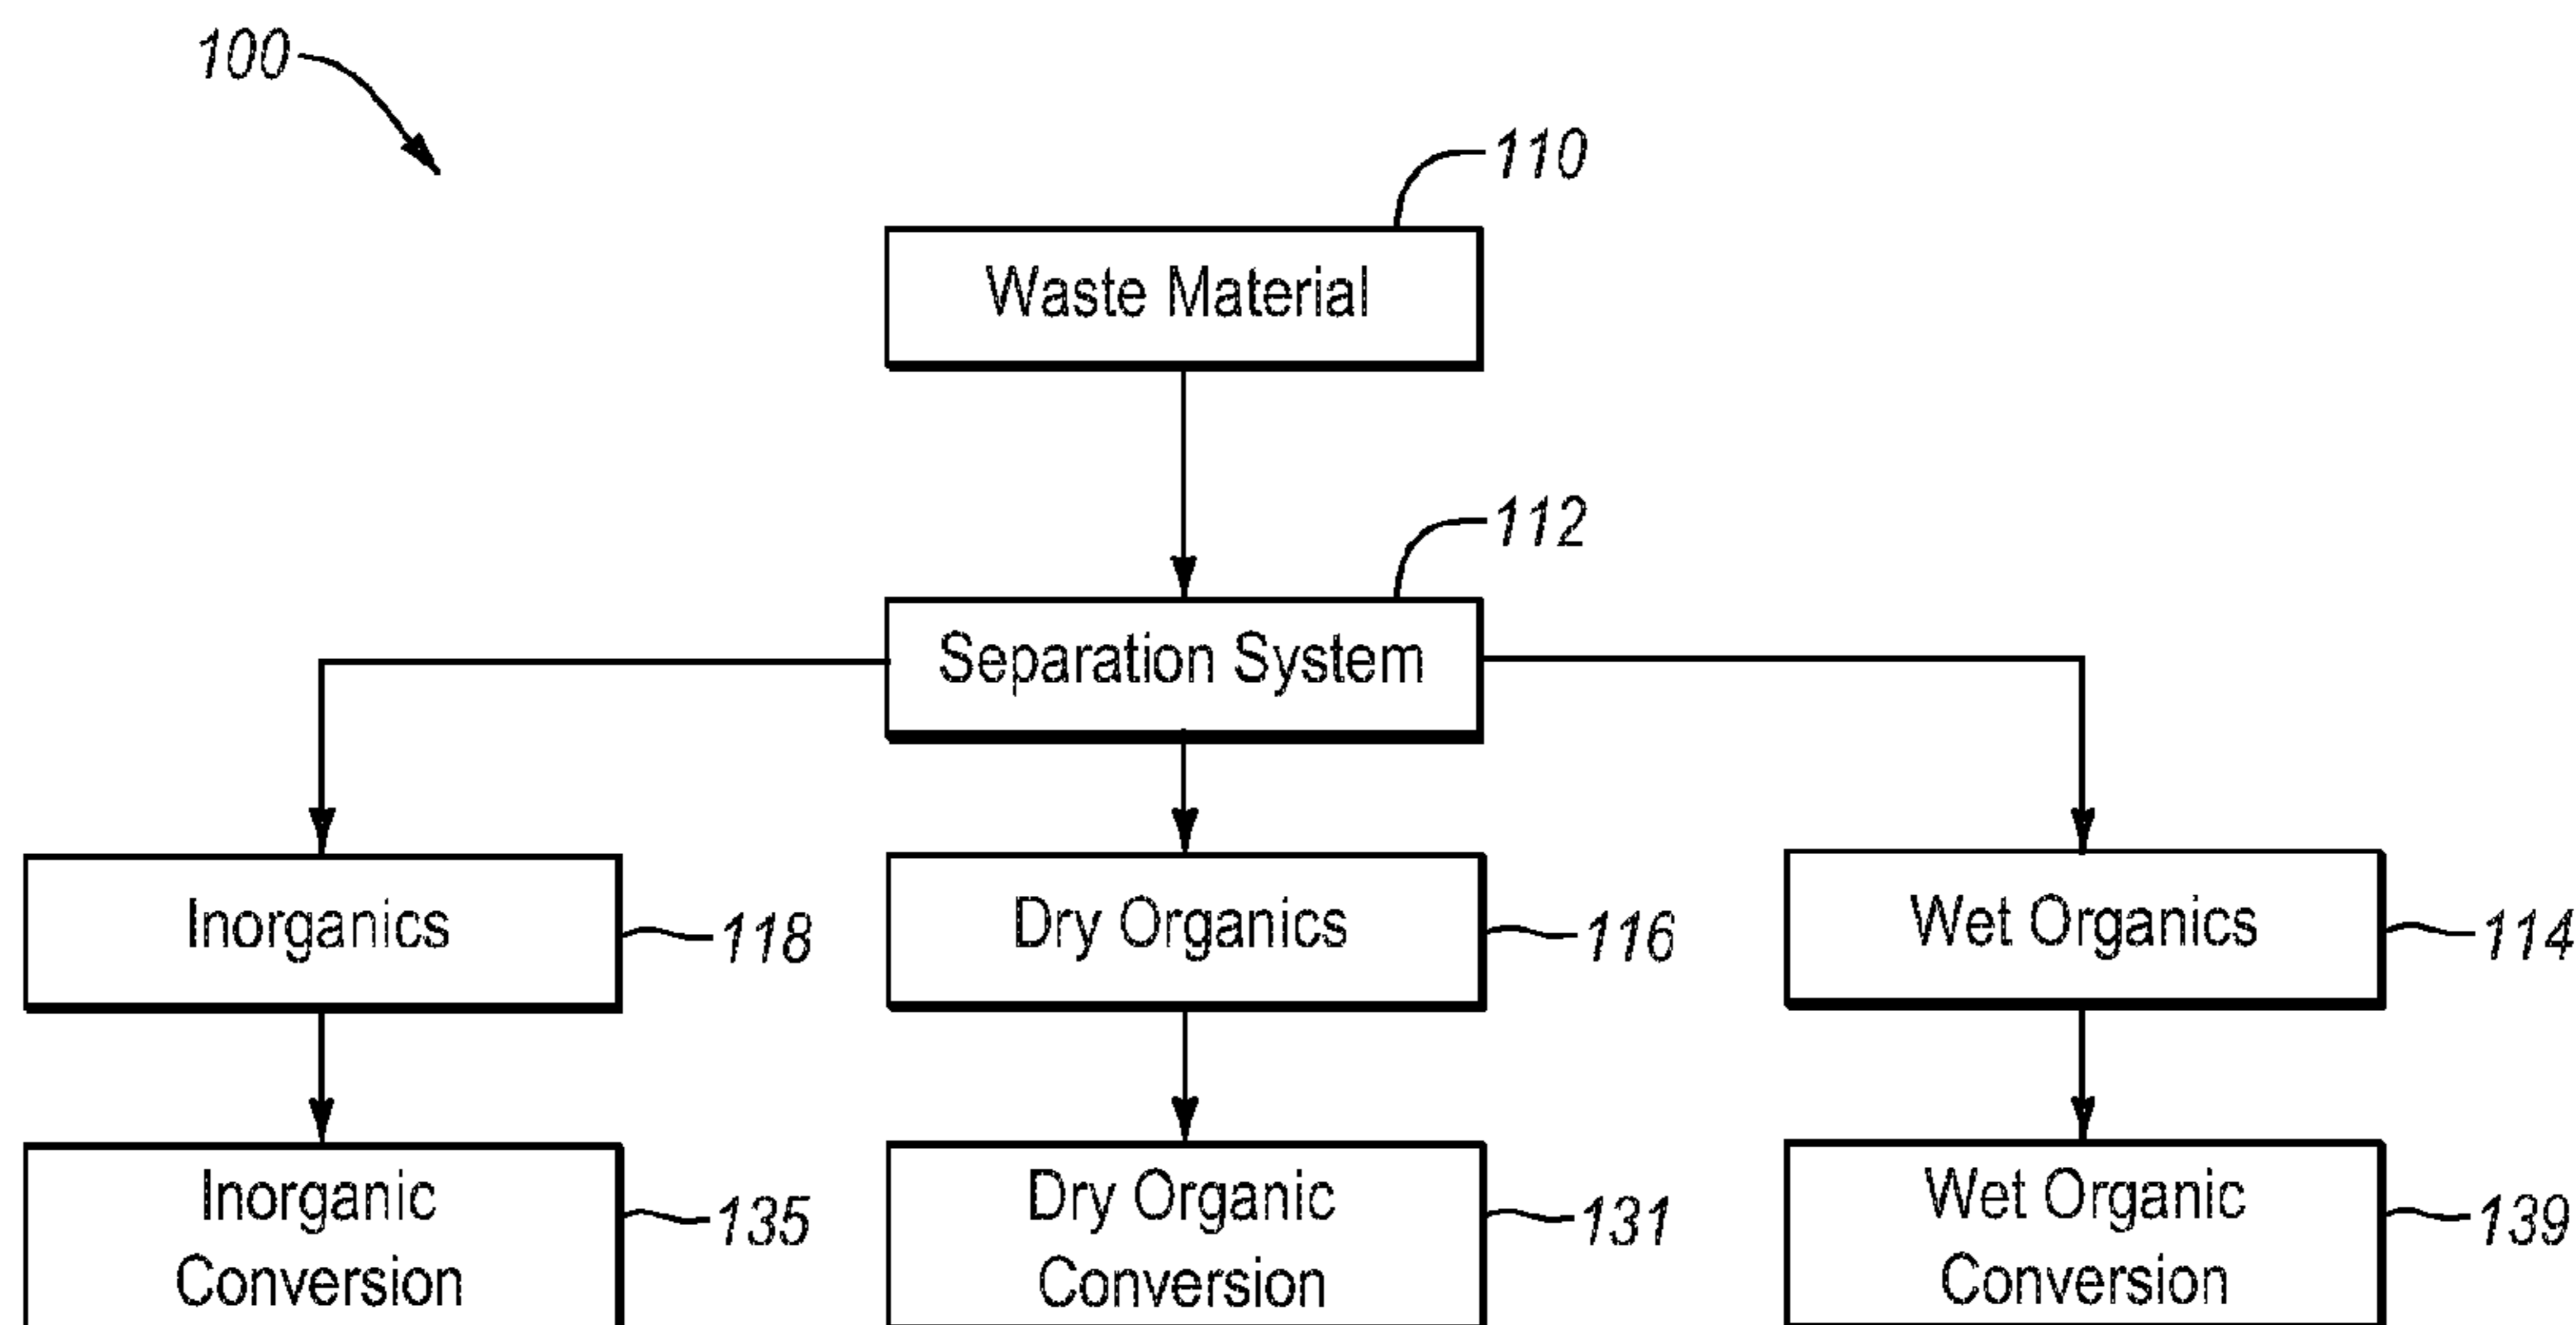 100
110
Waste Material
112
Separation System
Inorganics
118
Dry Organics
116
Wet Organics
114
Inorganic
Conversion
135
Dry Organic
Conversion
131
Wet Organic
Conversion
139